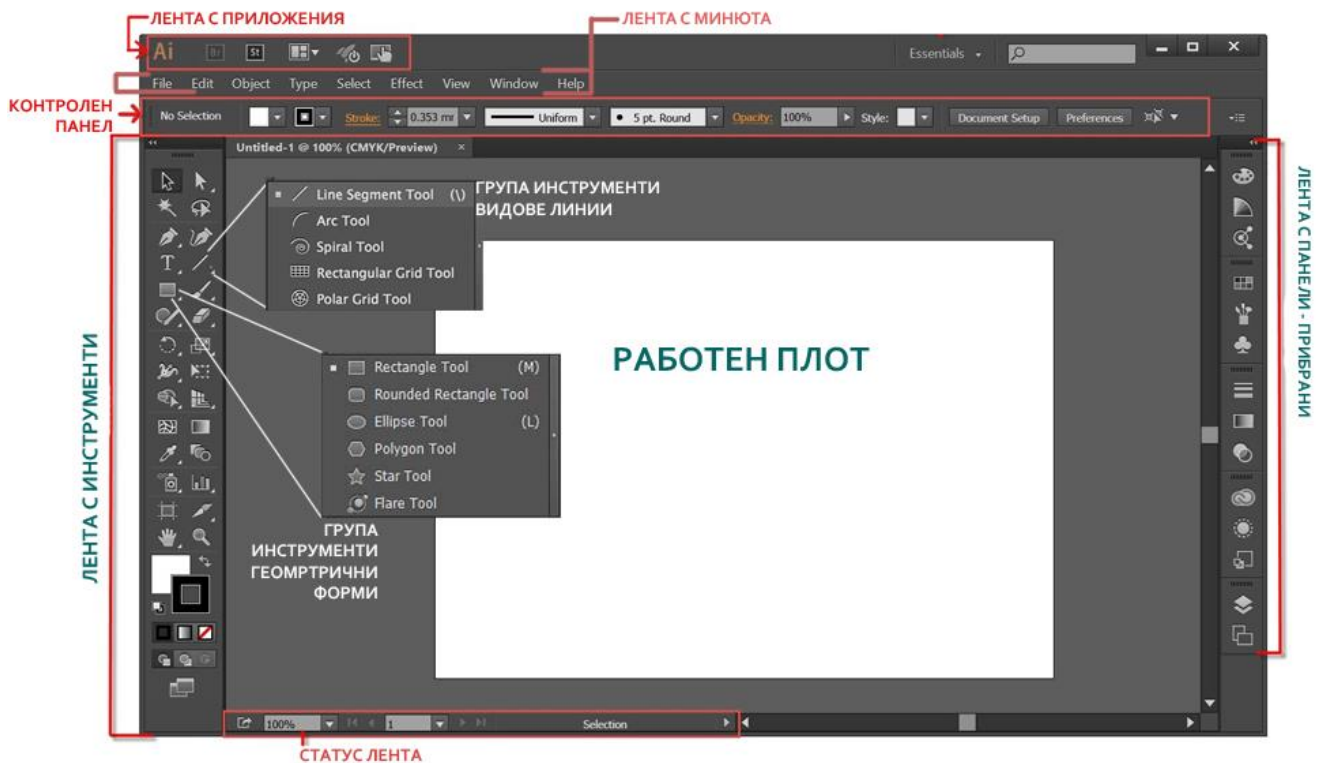 ЛЕНТА С ПРИЛОЖЕНИЯ
ЛЕНТА С МИНЮТА
Ai Br St Essentials
File Edit Object Type Select Effect View Window Help
КОНТРОЛЕН
ПАНЕЛ
No Selection Stroke: 0.353 mr Uniform 5 pt. Round Opacity: 100% Style: Document Setup Preferences
Untitled-1 @ 100% (CMYK/Preview) ×
Line Segment Tool (\)
Arc Tool
Spiral Tool
Rectangular Grid Tool
Polar Grid Tool
ГРУПА ИНСТРУМЕНТИ
ВИДОВЕ ЛИНИИ
T
РАБОТЕН ПЛОТ
Rectangle Tool (M)
Rounded Rectangle Tool
Ellipse Tool (L)
Polygon Tool
Star Tool
Flare Tool
ГРУПА
ИНСТРУМЕНТИ
ГЕОМРТРИЧНИ
ФОРМИ
ЛЕНТА С ИНСТРУМЕНТИ
ЛЕНТА С ПАНЕЛИ - ПРИБРАНИ
100% 1 Selection
СТАТУС ЛЕНТА